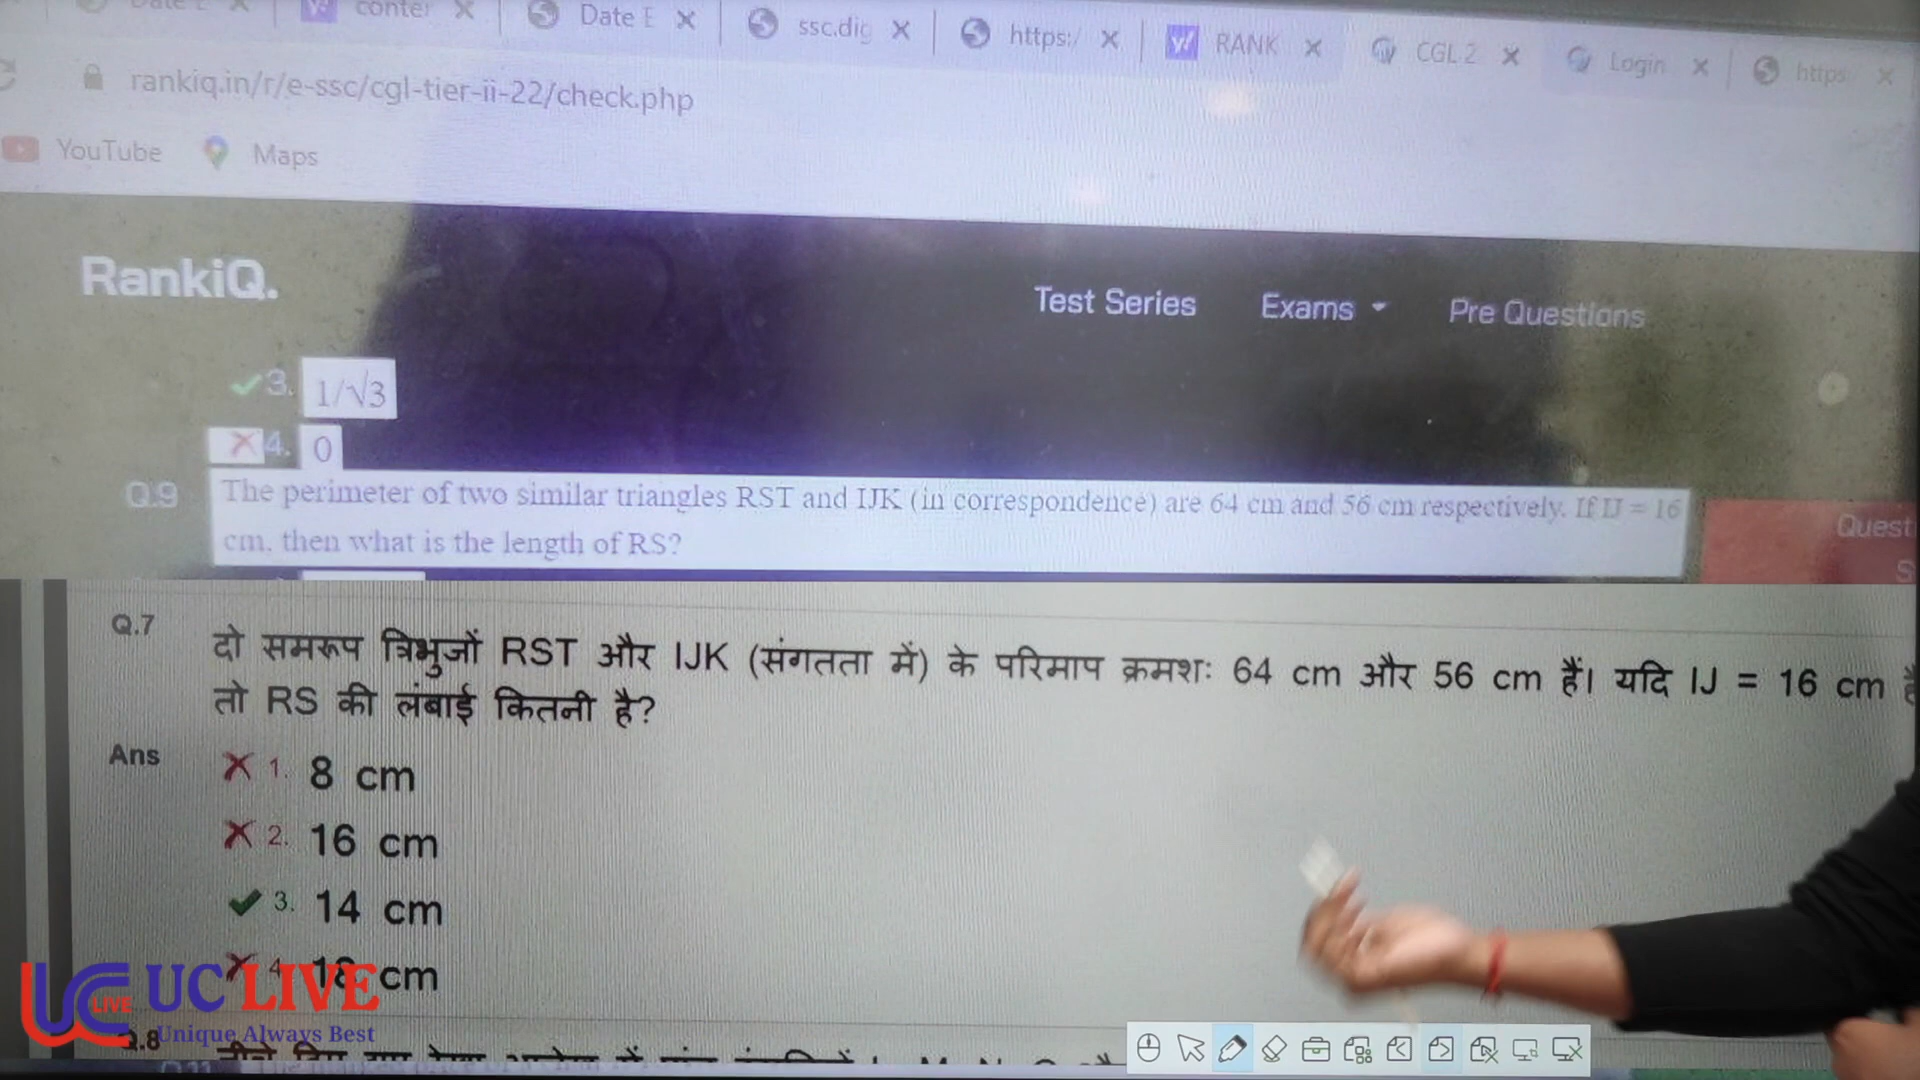 conter
Date E
ssc.dig
https:/
RANK
CGL 2
Login
https:
rankiq.in/r/e-ssc/cgl-tier-ii-22/check.php
YouTube
Maps
RankiQ.
Test Series
Exams
Pre Questions
3. 1/√3
4. 0
Q.9 The perimeter of two similar triangles RST and IJK (in correspondence) are 64 cm and 56 cm respectively. If IJ = 16
cm, then what is the length of RS?
Quest
S
Q.7 दो समरूप त्रिभुजों RST और IJK (संगतता में) के परिमाप क्रमशः 64 cm और 56 cm हैं। यदि IJ = 16 cm
तो RS की लंबाई कितनी है?
Ans
1. 8 cm
2. 16 cm
3. 14 cm
4. 18 cm
UC LIVE
LIVE
Unique Always Best
Q.8